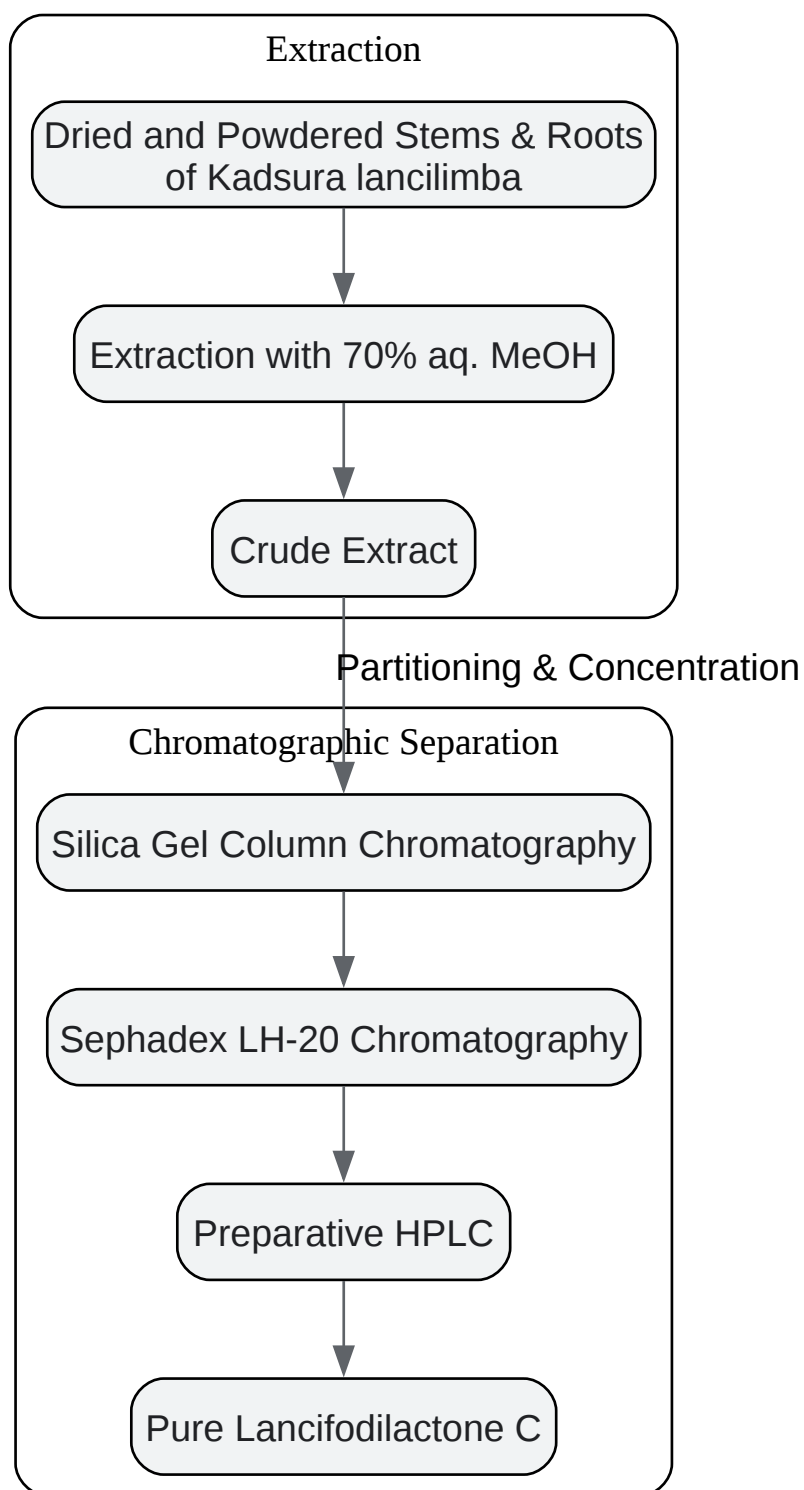 Extraction
Dried and Powdered Stems & Roots
of Kadsura lancilimba
Extraction with 70% aq. MeOH
Crude Extract
Partitioning & Concentration
Chromatographic Separation
Silica Gel Column Chromatography
Sephadex LH-20 Chromatography
Preparative HPLC
Pure Lancifodilactone C